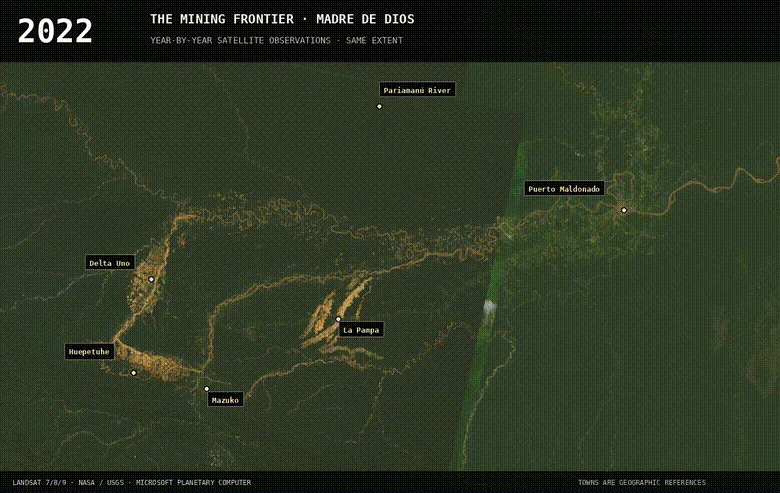 2022
THE MINING FRONTIER · MADRE DE DIOS
YEAR-BY-YEAR SATELLITE OBSERVATIONS · SAME EXTENT
Pariamanú River
Puerto Maldonado
Delta Uno
La Pampa
Huepetuhe
Mazuko
LANDSAT 7/8/9 · NASA / USGS · MICROSOFT PLANETARY COMPUTER
TOWNS ARE GEOGRAPHIC REFERENCES